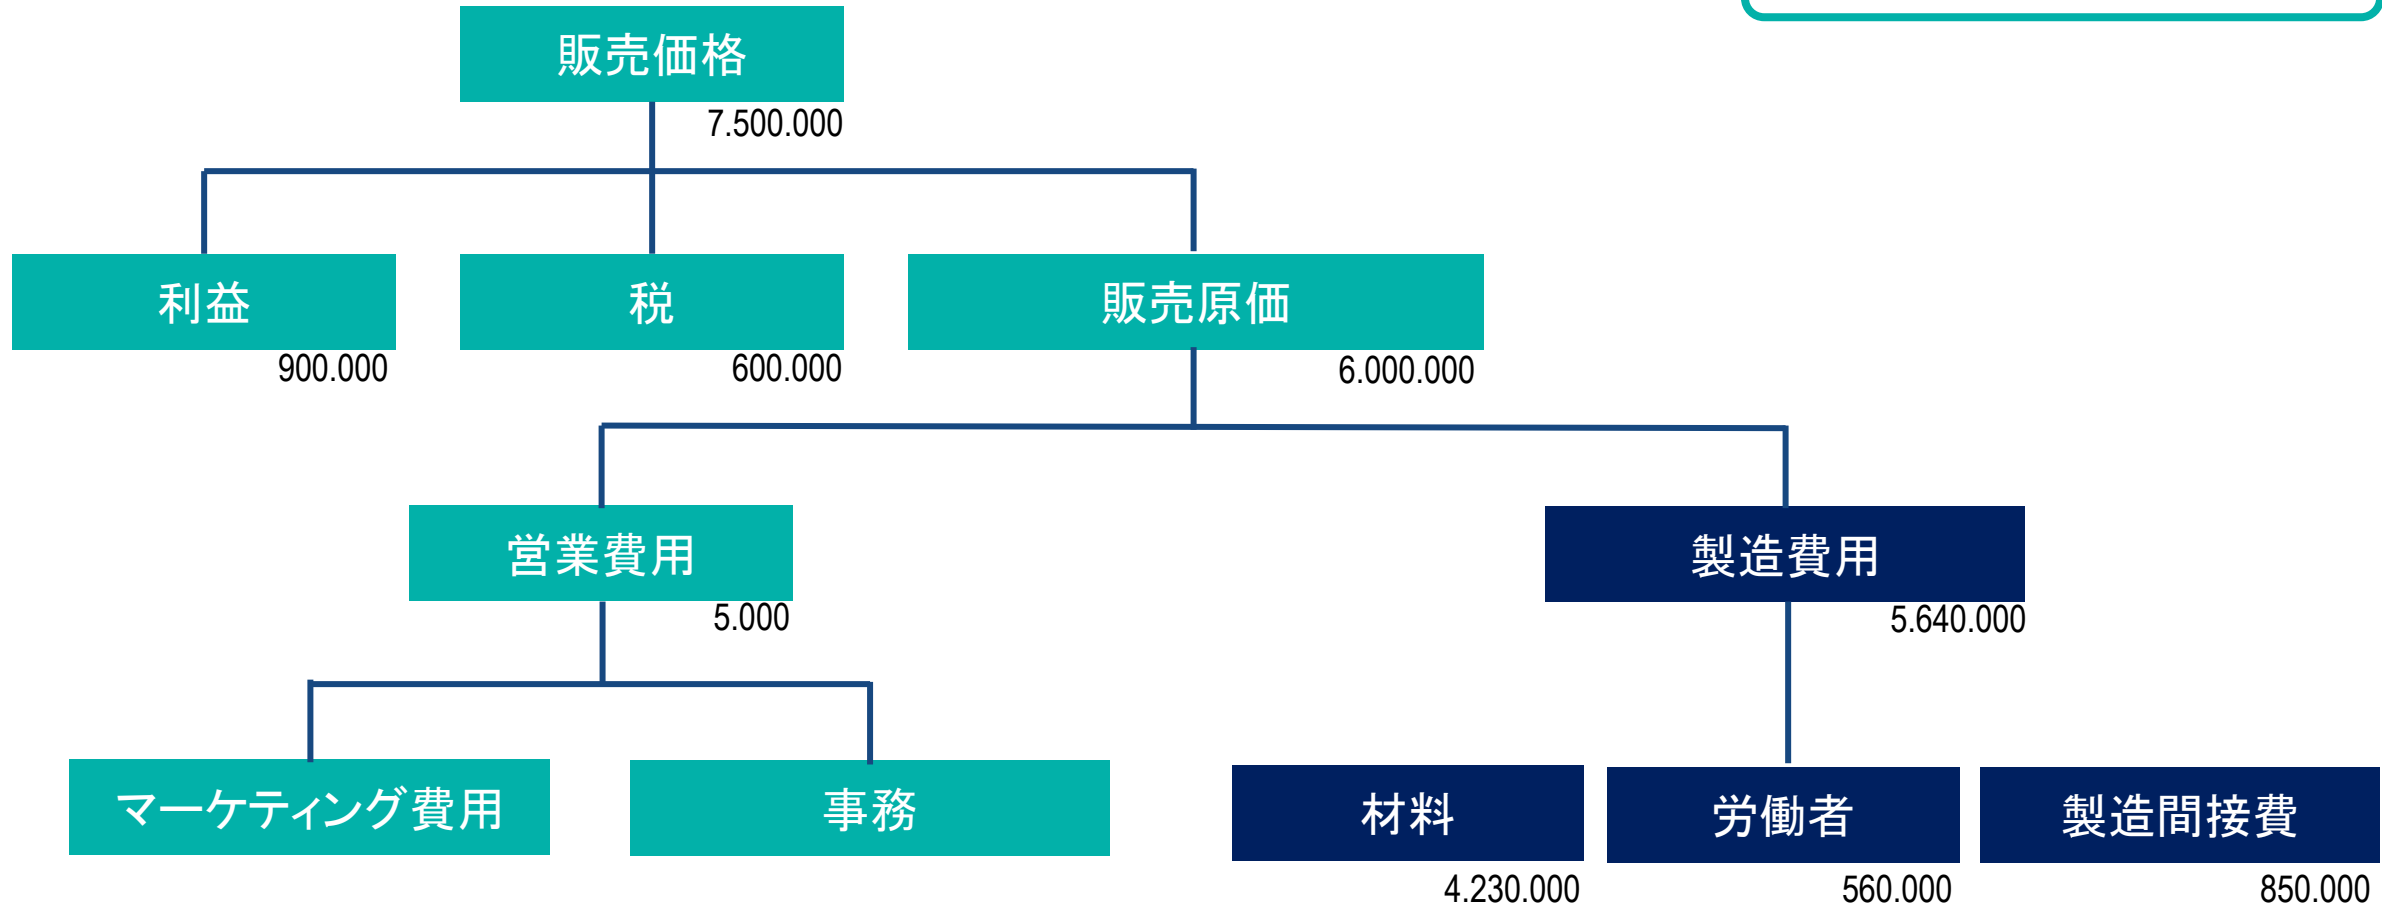 販売価格
7.500.000
利益
900.000
税
600.000
販売原価
6.000.000
営業費用
5.000
製造費用
5.640.000
マーケティング費用
事務
材料
4.230.000
労働者
560.000
製造間接費
850.000